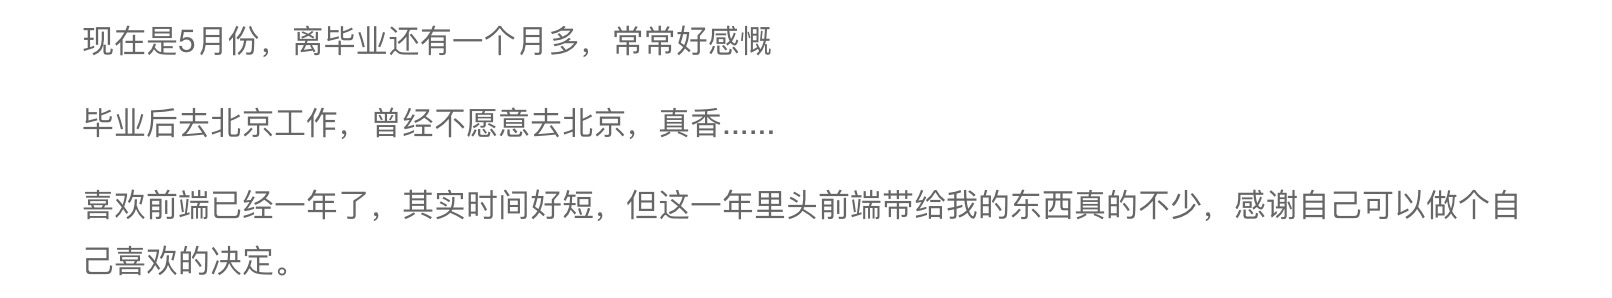 现在是5月份，离毕业还有一个月多，常常好感慨
毕业后去北京工作，曾经不愿意去北京，真香......
喜欢前端已经一年了，其实时间好短，但这一年里头前端带给我的东西真的不少，感谢自己可以做个自
己喜欢的决定。